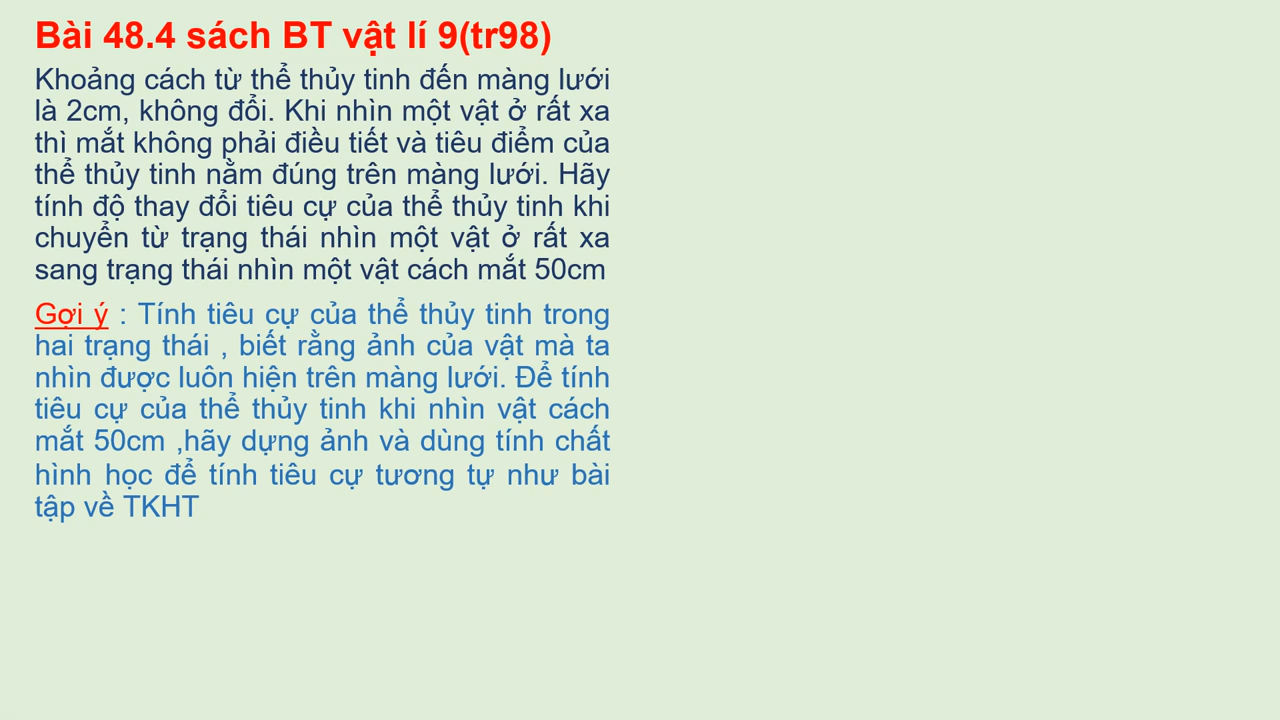 Bài 48.4 sách BT vật lí 9(tr98)
Khoảng cách từ thể thủy tinh đến màng lưới
là 2cm, không đổi. Khi nhìn một vật ở rất xa
thì mắt không phải điều tiết và tiêu điểm của
thể thủy tinh nằm đúng trên màng lưới. Hãy
tính độ thay đổi tiêu cự của thể thủy tinh khi
chuyển từ trạng thái nhìn một vật ở rất xa
sang trạng thái nhìn một vật cách mắt 50cm
Gợi ý : Tính tiêu cự của thể thủy tinh trong
hai trạng thái , biết rằng ảnh của vật mà ta
nhìn được luôn hiện trên màng lưới. Để tính
tiêu cự của thể thủy tinh khi nhìn vật cách
mắt 50cm ,hãy dựng ảnh và dùng tính chất
hình học để tính tiêu cự tương tự như bài
tập về TKHT